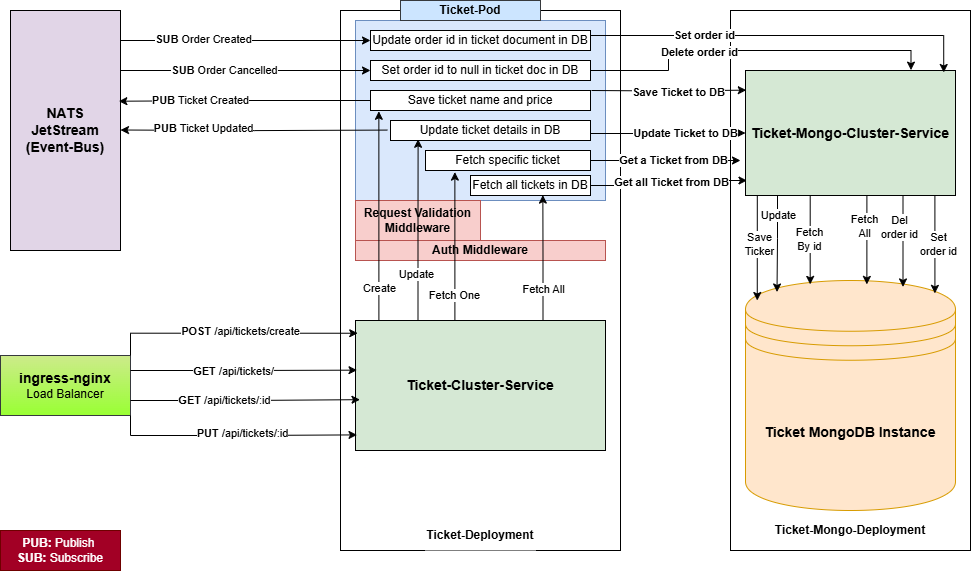 Ticket-Pod
NATS
JetStream
(Event-Bus)
SUB Order Created
SUB Order Cancelled
PUB Ticket Created
PUB Ticket Updated
Update order id in ticket document in DB
Set order id to null in ticket doc in DB
Save ticket name and price
Update ticket details in DB
Fetch specific ticket
Fetch all tickets in DB
Set order id
Delete order id
Save Ticket to DB
Update Ticket to DB
Get a Ticket from DB
Get all Ticket from DB
Ticket-Mongo-Cluster-Service
Request Validation
Middleware
Auth Middleware
Create
Update
Fetch One
Fetch All
Save
Ticker
Update
Fetch
By id
Fetch
All
Del
order id
Set
order id
ingress-nginx
Load Balancer
POST /api/tickets/create
GET /api/tickets/
GET /api/tickets/:id
PUT /api/tickets/:id
Ticket-Cluster-Service
Ticket MongoDB Instance
Ticket-Deployment
Ticket-Mongo-Deployment
PUB: Publish
SUB: Subscribe